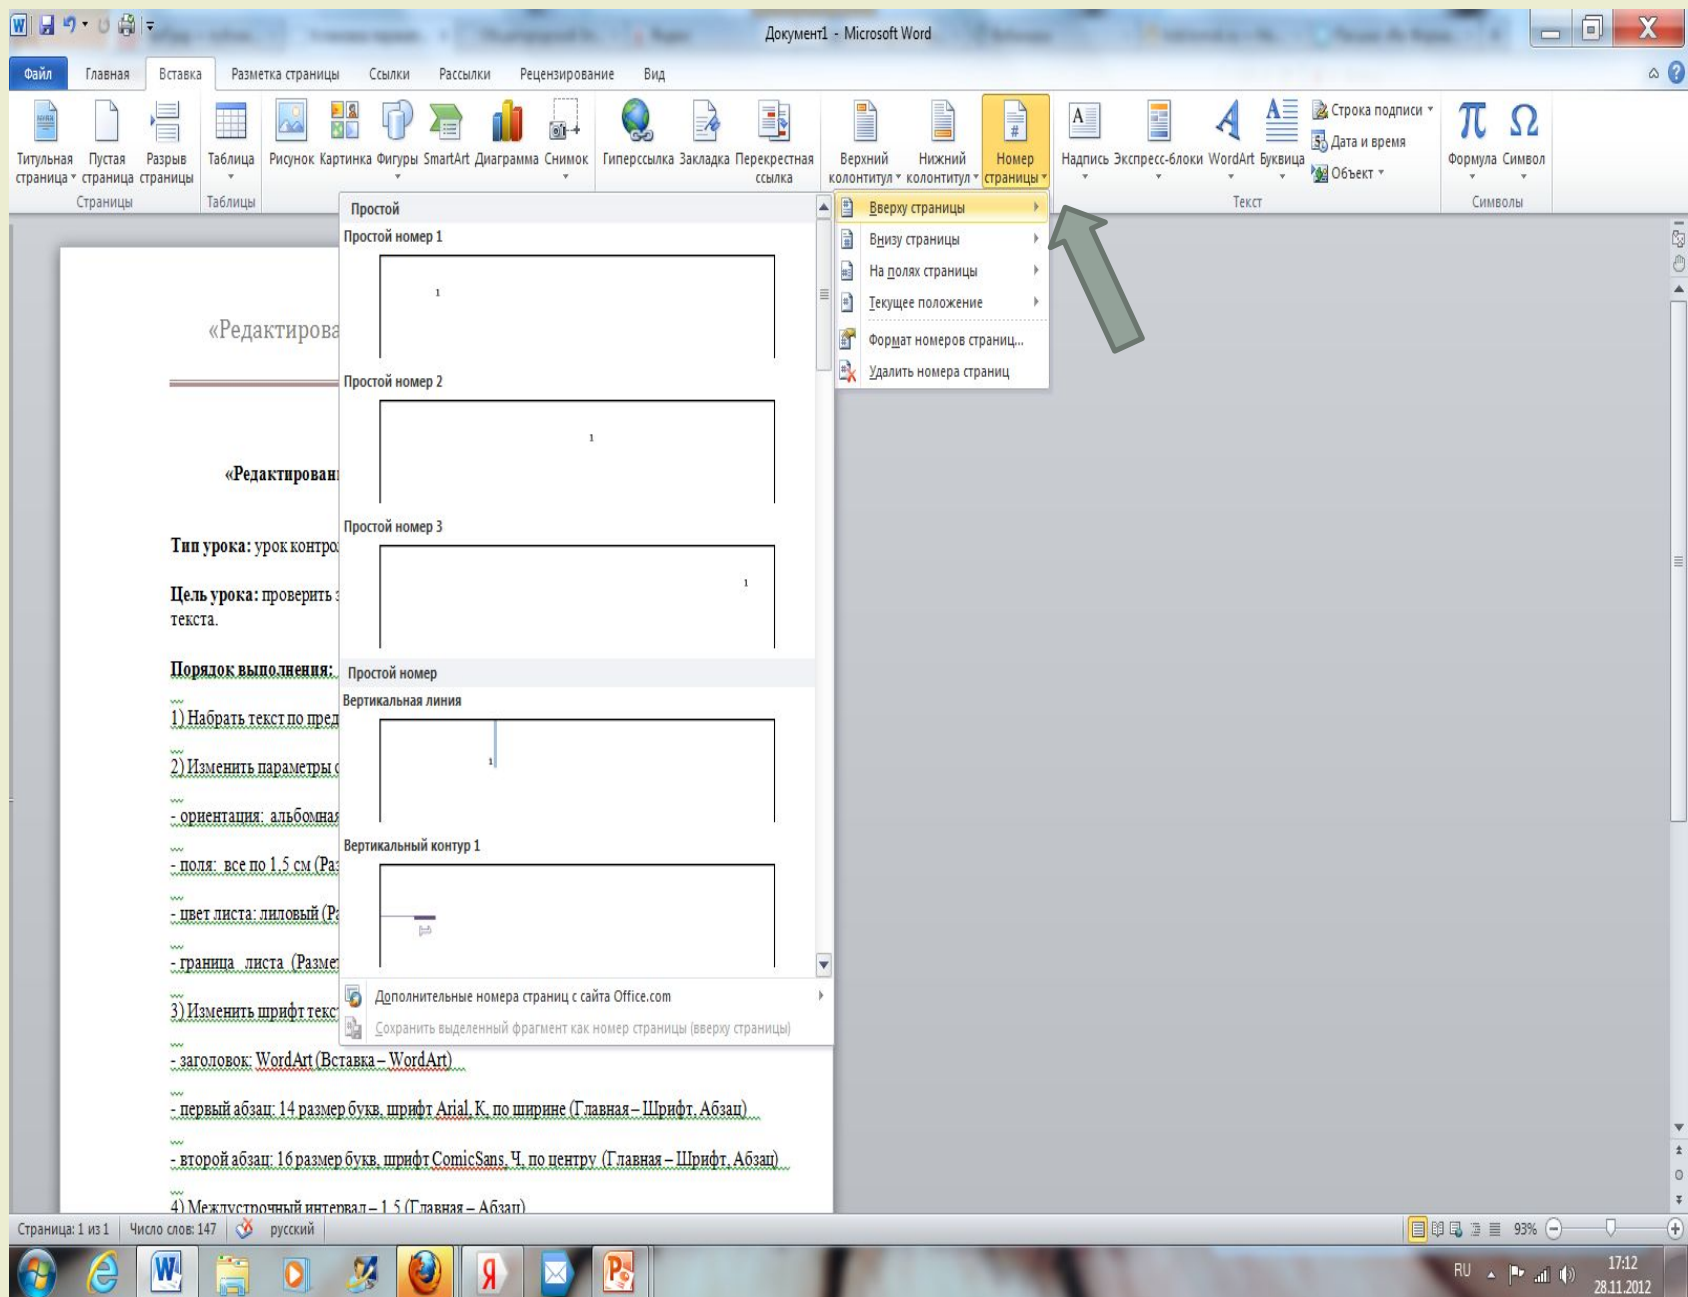 Документ1 - Microsoft Word
Файл Главная Вставка Разметка страницы Ссылки Рассылки Рецензирование Вид
Титульная страница
Пустая страница
Разрыв страницы
Таблица
Рисунок
Картинка
Фигуры
SmartArt
Диаграмма
Снимок
Гиперссылка
Закладка
Перекрестная ссылка
Верхний колонтитул
Нижний колонтитул
Номер страницы
Надпись
Экспресс-блоки
WordArt
Буквица
Строка подписи
Дата и время
Объект
Формула
Символ
Страницы
Таблицы
Текст
Символы
Вверху страницы
Внизу страницы
На полях страницы
Текущее положение
Формат номеров страниц...
Удалить номера страниц
Простой
Простой номер 1
1
Простой номер 2
1
Простой номер 3
1
Простой номер
Вертикальная линия
1
Вертикальный контур 1
1
Дополнительные номера страниц с сайта Office.com
Сохранить выделенный фрагмент как номер страницы (вверху страницы)
«Редактирова
«Редактирован
Тип урока: урок контро
Цель урока: проверить з
текста.
Порядок выполнения:
1) Набрать текст по пред
2) Изменить параметры с
- ориентация: альбомная
- поля: все по 1,5 см (Раз
- цвет листа: лиловый (Ра
- граница листа (Размет
3) Изменить шрифт текс
- заголовок: WordArt (Вставка – WordArt)
- первый абзац: 14 размер букв, шрифт Arial, К, по ширине (Главная – Шрифт, Абзац)
- второй абзац: 16 размер букв, шрифт ComicSans, Ч, по центру (Главная – Шрифт, Абзац)
4) Междустрочный интервал – 1,5 (Главная – Абзац)
Страница: 1 из 1 Число слов: 147 русский 93%
RU 17:12
28.11.2012